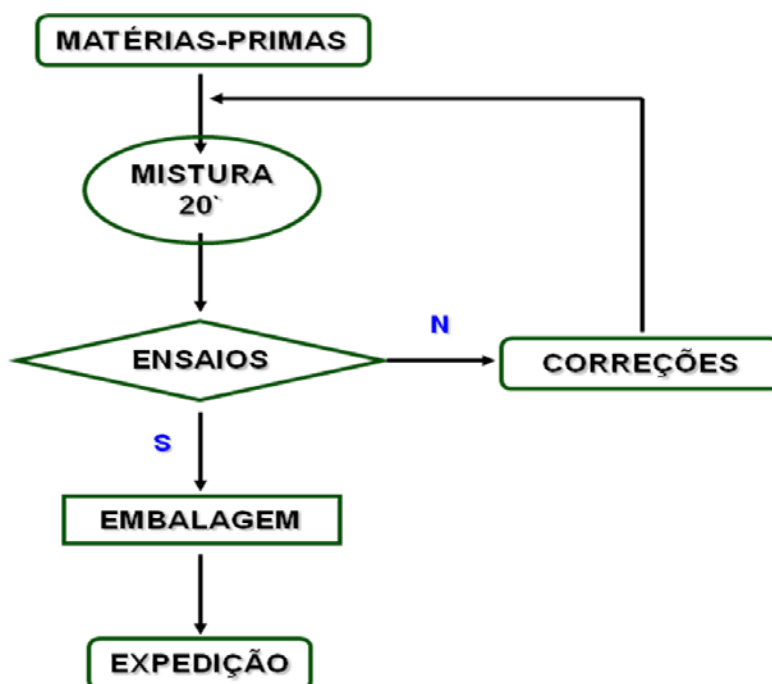 MATÉRIAS-PRIMAS
MISTURA
20`
ENSAIOS
N
CORREÇÕES
S
EMBALAGEM
EXPEDIÇÃO